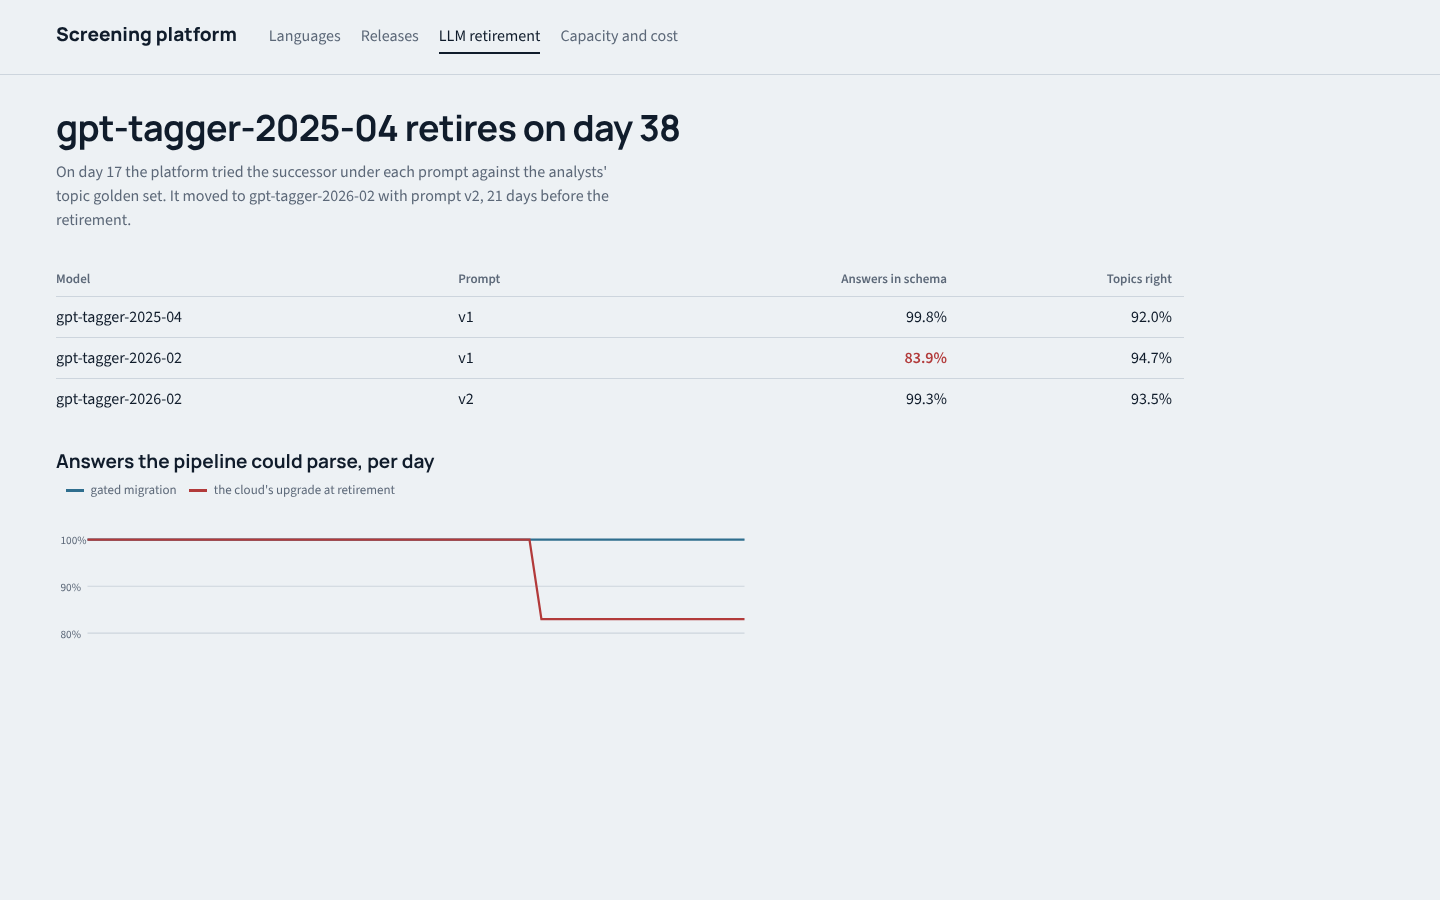 Screening platform Languages Releases LLM retirement Capacity and cost
gpt-tagger-2025-04 retires on day 38
On day 17 the platform tried the successor under each prompt against the analysts'
topic golden set. It moved to gpt-tagger-2026-02 with prompt v2, 21 days before the
retirement.
Model Prompt Answers in schema Topics right
gpt-tagger-2025-04 v1 99.8% 92.0%
gpt-tagger-2026-02 v1 83.9% 94.7%
gpt-tagger-2026-02 v2 99.3% 93.5%
Answers the pipeline could parse, per day
gated migration the cloud's upgrade at retirement
100%
90%
80%